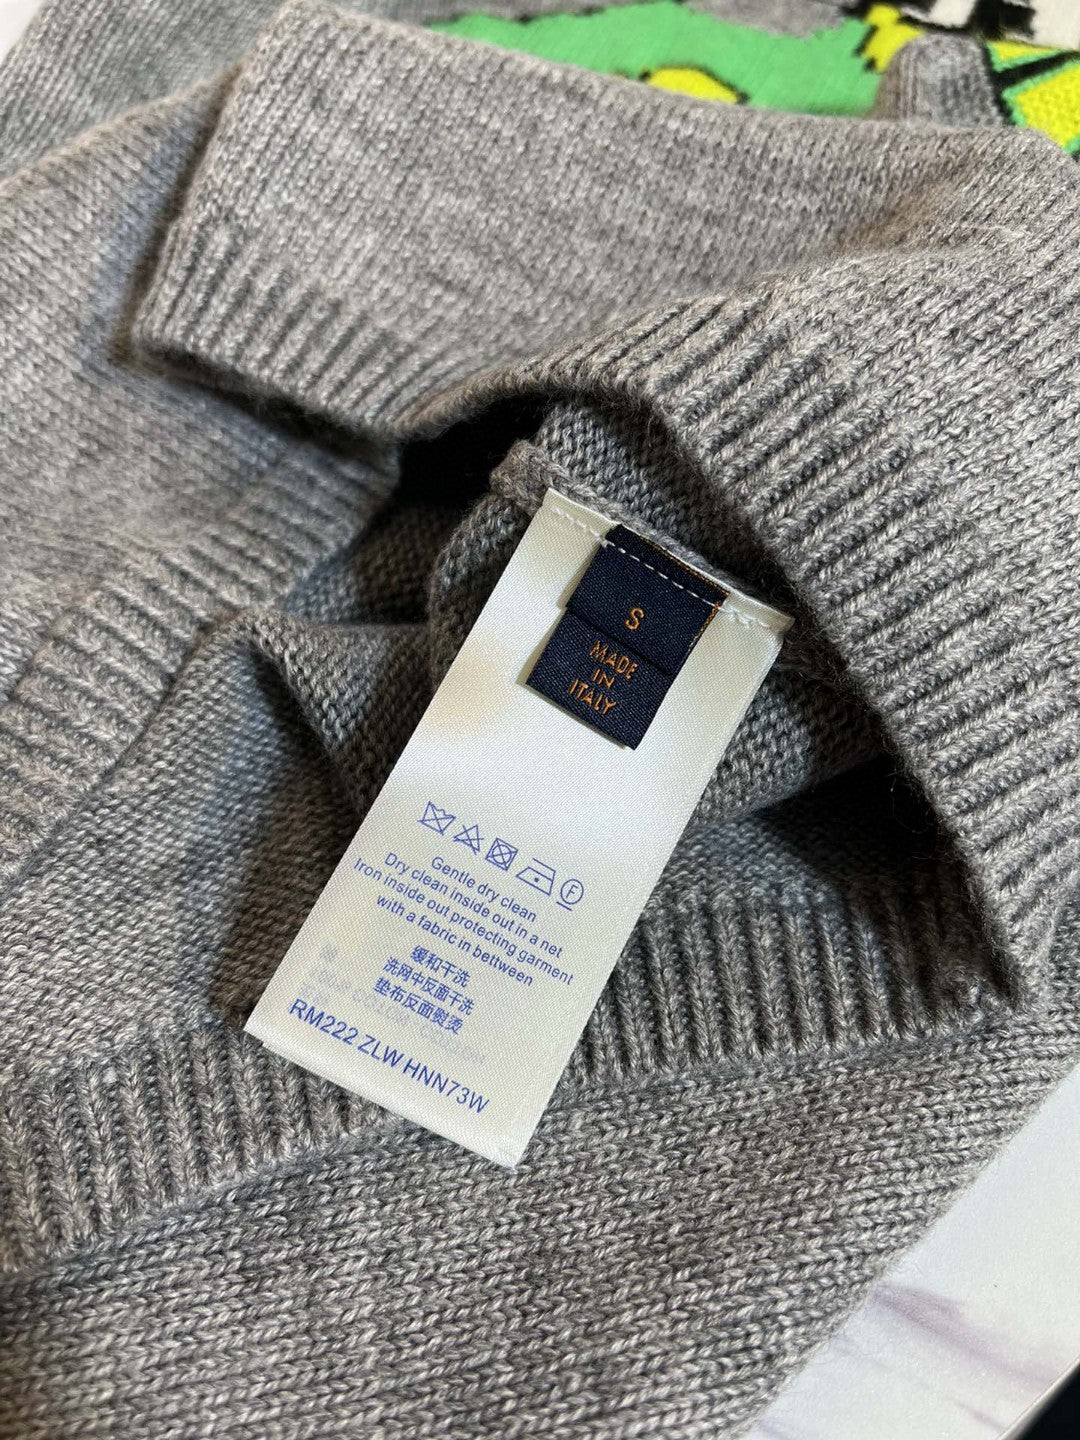 S
MADE
IN
ITALY
F
Gentle dry clean
Dry clean inside out in a net
Iron inside out protecting garment
with a fabric in bettween
缓和干洗
洗网中反面干洗
垫布反面熨烫
RM222 ZLW HNN73W